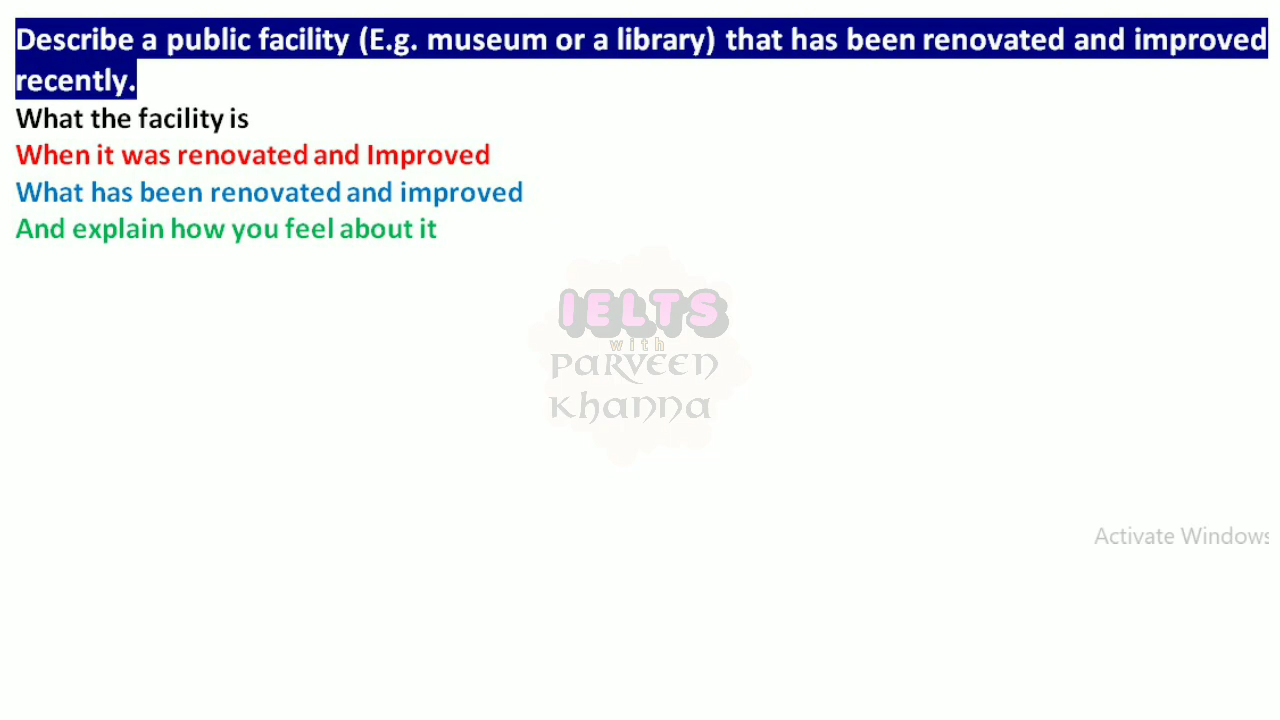 Describe a public facility (E.g. museum or a library) that has been renovated and improved
recently.
What the facility is
When it was renovated and Improved
What has been renovated and improved
And explain how you feel about it
IELTS
with
Parveen
Khanna
Activate Windows